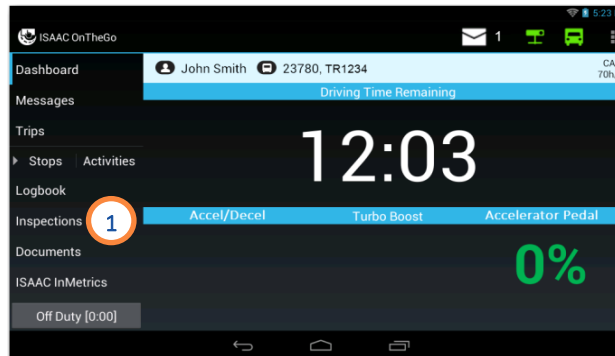 5:23
ISAAC OnTheGo
1
Dashboard
John Smith 23780, TR1234
CA
70h
Messages
Driving Time Remaining
Trips
12:03
Stops Activities
Logbook
Inspections 1
Accel/Decel Turbo Boost Accelerator Pedal
Documents
0%
ISAAC InMetrics
Off Duty [0:00]